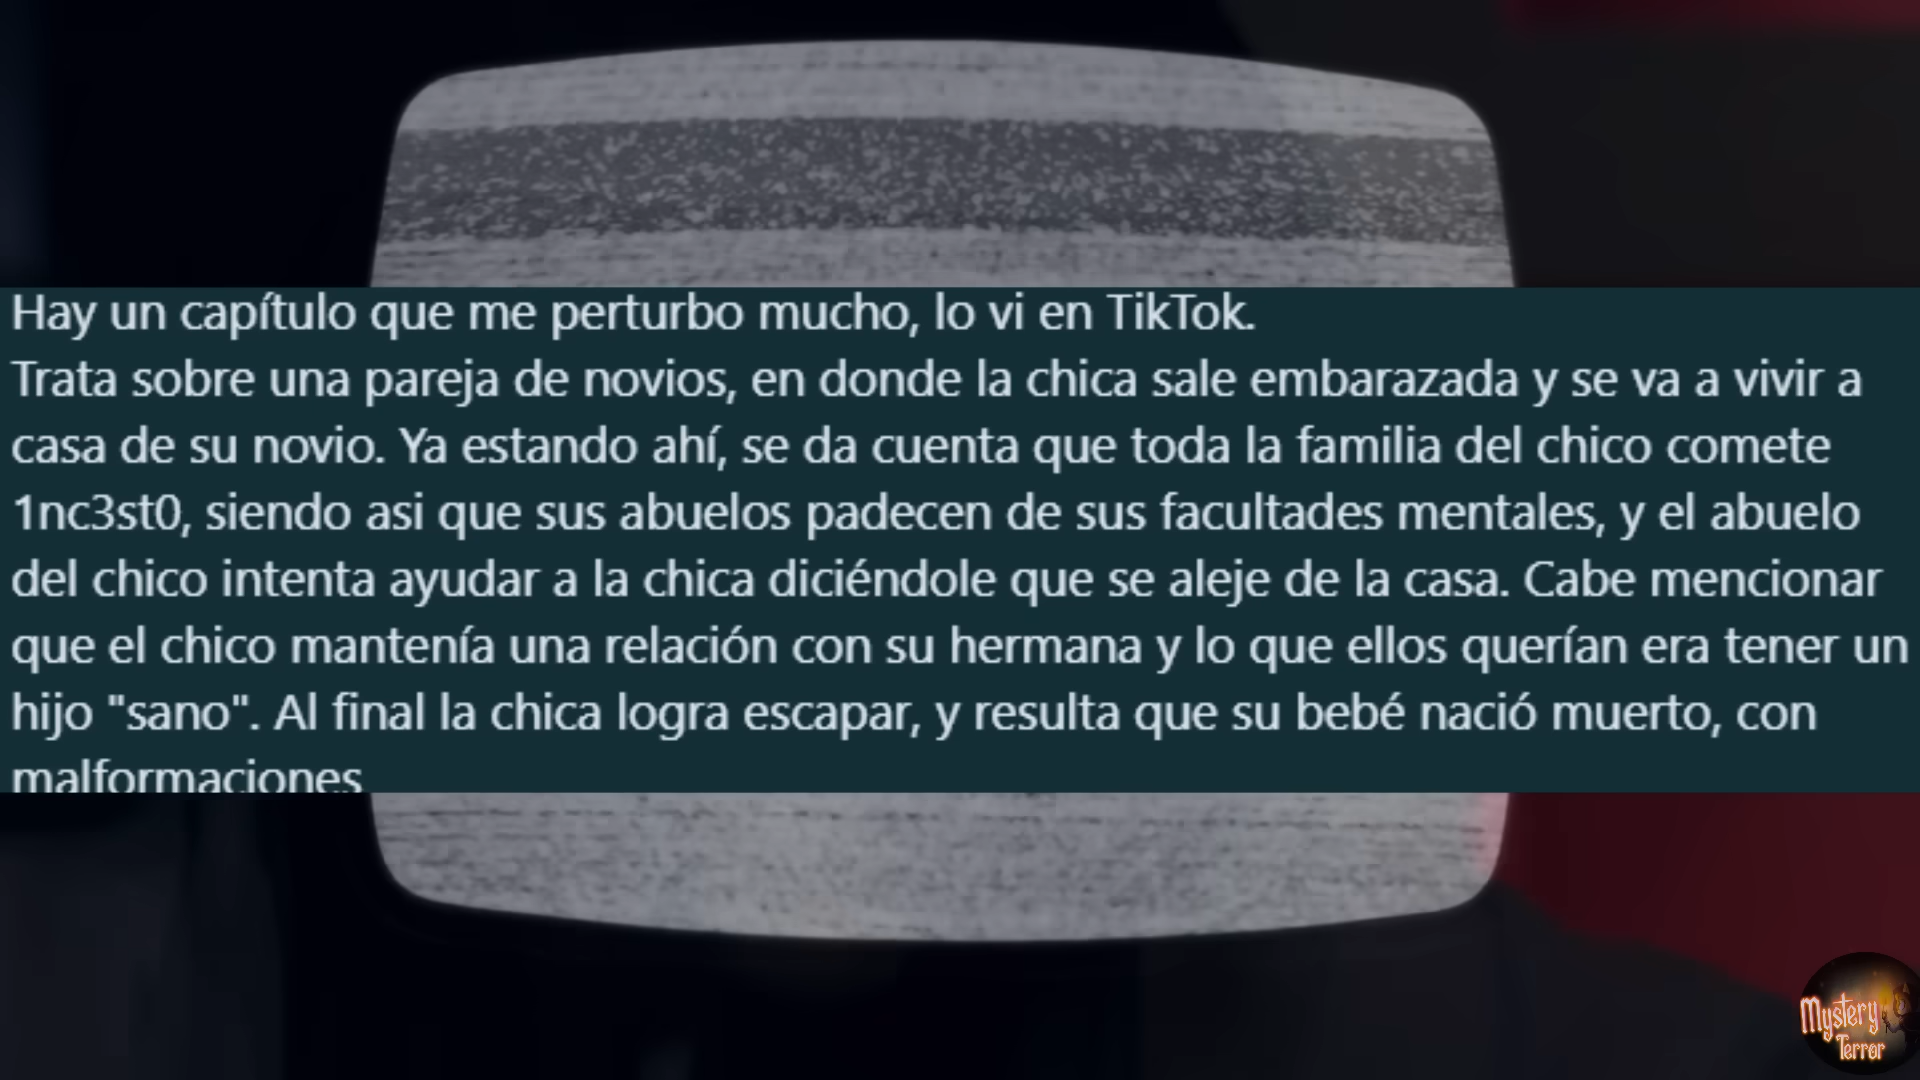 Hay un capítulo que me perturbo mucho, lo vi en TikTok.
Trata sobre una pareja de novios, en donde la chica sale embarazada y se va a vivir a
casa de su novio. Ya estando ahí, se da cuenta que toda la familia del chico comete
1nc3st0, siendo asi que sus abuelos padecen de sus facultades mentales, y el abuelo
del chico intenta ayudar a la chica diciéndole que se aleje de la casa. Cabe mencionar
que el chico mantenía una relación con su hermana y lo que ellos querían era tener un
hijo "sano". Al final la chica logra escapar, y resulta que su bebé nació muerto, con
malformaciones
Mystery
Terror